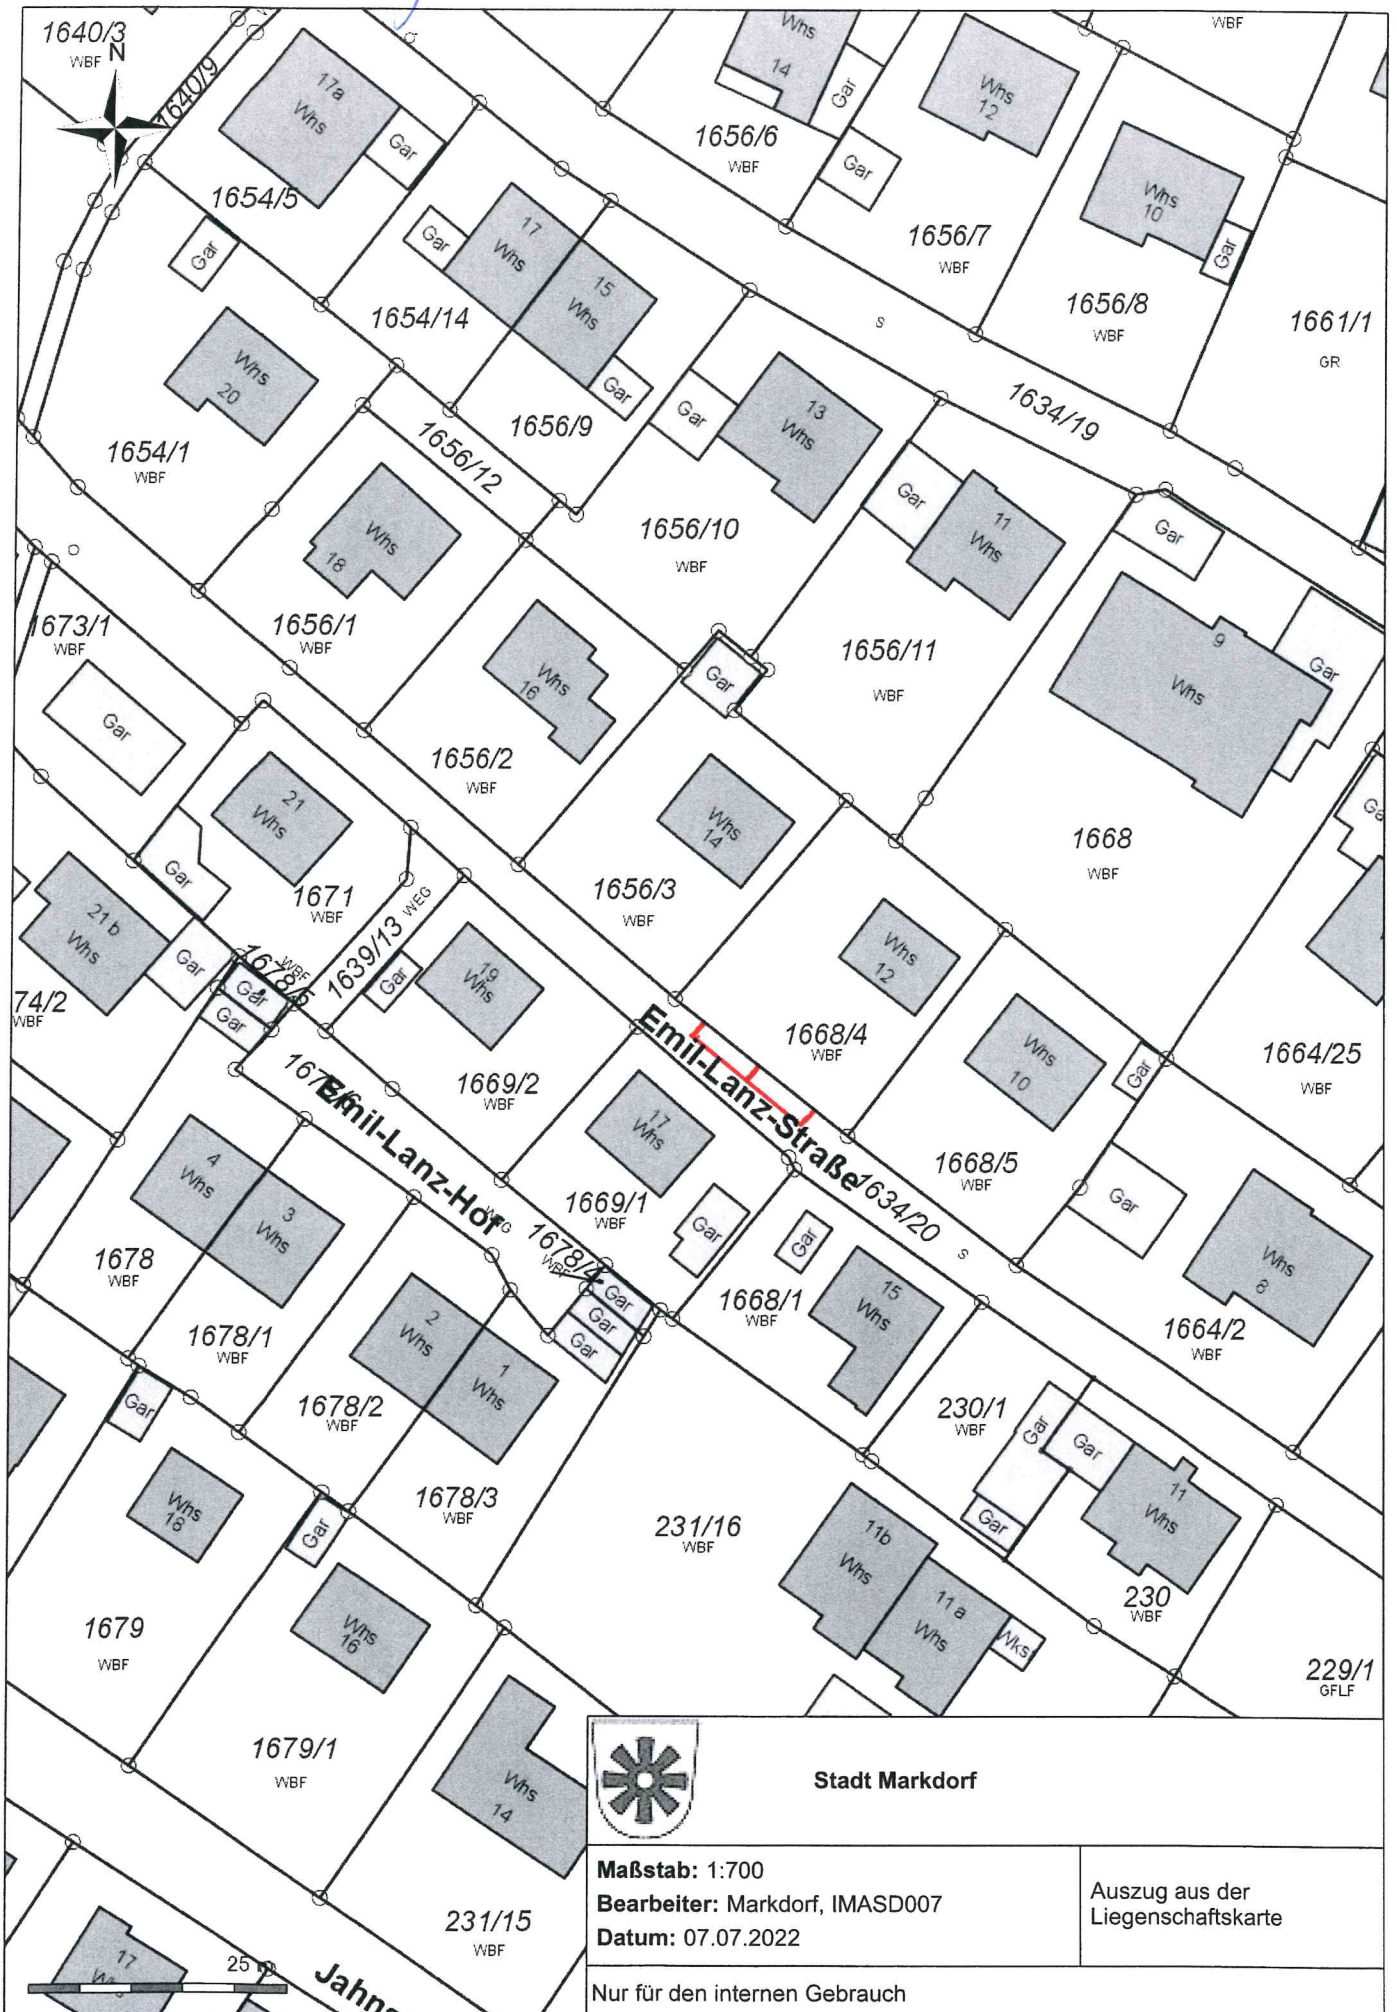 1640/3
WBF
N
1640/9
17a
Whs
Gar
1654/5
Gar
Whs
14
Gar
1656/6
WBF
Whs
12
WBF
Gar
Whs
10
Gar
1656/7
WBF
1656/8
WBF
1661/1
GR
17
Whs
Gar
15
Whs
1654/14
Gar
1656/9
S
Whs
20
1654/1
WBF
1656/12
Gar
13
Whs
1634/19
Whs
18
1656/1
WBF
1656/10
WBF
Gar
11
Whs
Gar
1673/1
WBF
Whs
16
1656/2
WBF
Gar
1656/11
WBF
9
Whs
Gar
Gar
21
Whs
Whs
14
1668
WBF
Gar
1671
WBF
1656/3
WBF
21 b
Whs
Gar
1639/13 WEG
19
Whs
Gar
Whs
12
74/2
WBF
1678/5
WBF
Gar
Gar
Emil-Lanz-Straße
1668/4
WBF
Whs
10
Gar
1664/25
WBF
1669/2
WBF
Emil-Lanz-Hof
WEG
17
Whs
1669/1
WBF
Gar
1634/20
S
1668/5
WBF
Gar
4
Whs
3
Whs
1678
WBF
1678/4
WBF
Gar
Gar
Gar
Gar
1668/1
WBF
15
Whs
Whs
8
1664/2
WBF
1678/1
WBF
2
Whs
1
Whs
1678/2
WBF
230/1
WBF
Gar
Gar
Gar
11
Whs
Gar
Whs
18
1678/3
WBF
Gar
231/16
WBF
11b
Whs
11 a
Whs
Wks
230
WBF
1679
WBF
Whs
16
229/1
GFLF
1679/1
WBF
Whs
14
Stadt Markdorf
Maßstab: 1:700
Bearbeiter: Markdorf, IMASD007
Datum: 07.07.2022
Auszug aus der
Liegenschaftskarte
231/15
WBF
17
25 m
Nur für den internen Gebrauch